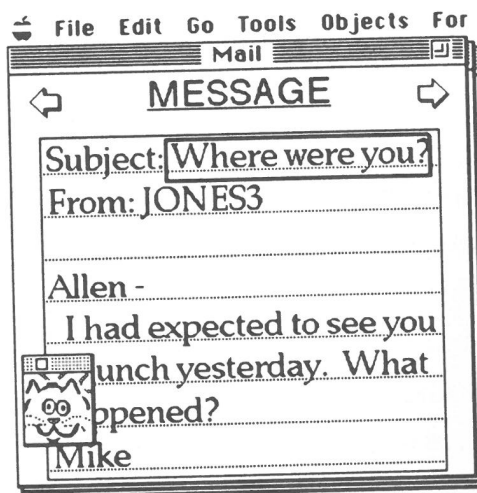 File Edit Go Tools Objects For
Mail
MESSAGE
Subject: Where were you?
From: JONES3
Allen -
I had expected to see you
unch yesterday. What
ppened?
Mike